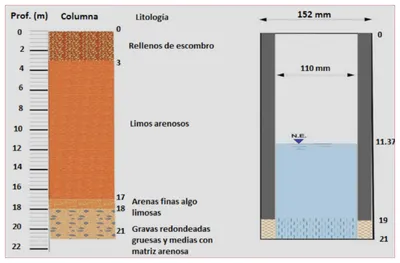 Prof. (m) Columna Litología
0 0
2 Rellenos de escombro
3
4
6
8
10 Limos arenosos
12
14
16
17
Arenas finas algo
limosas
18 18
20
21
Gravas redondeadas
gruesas y medias con
matriz arenosa
22
152 mm
0
110 mm
N.E.
11.37
19
21